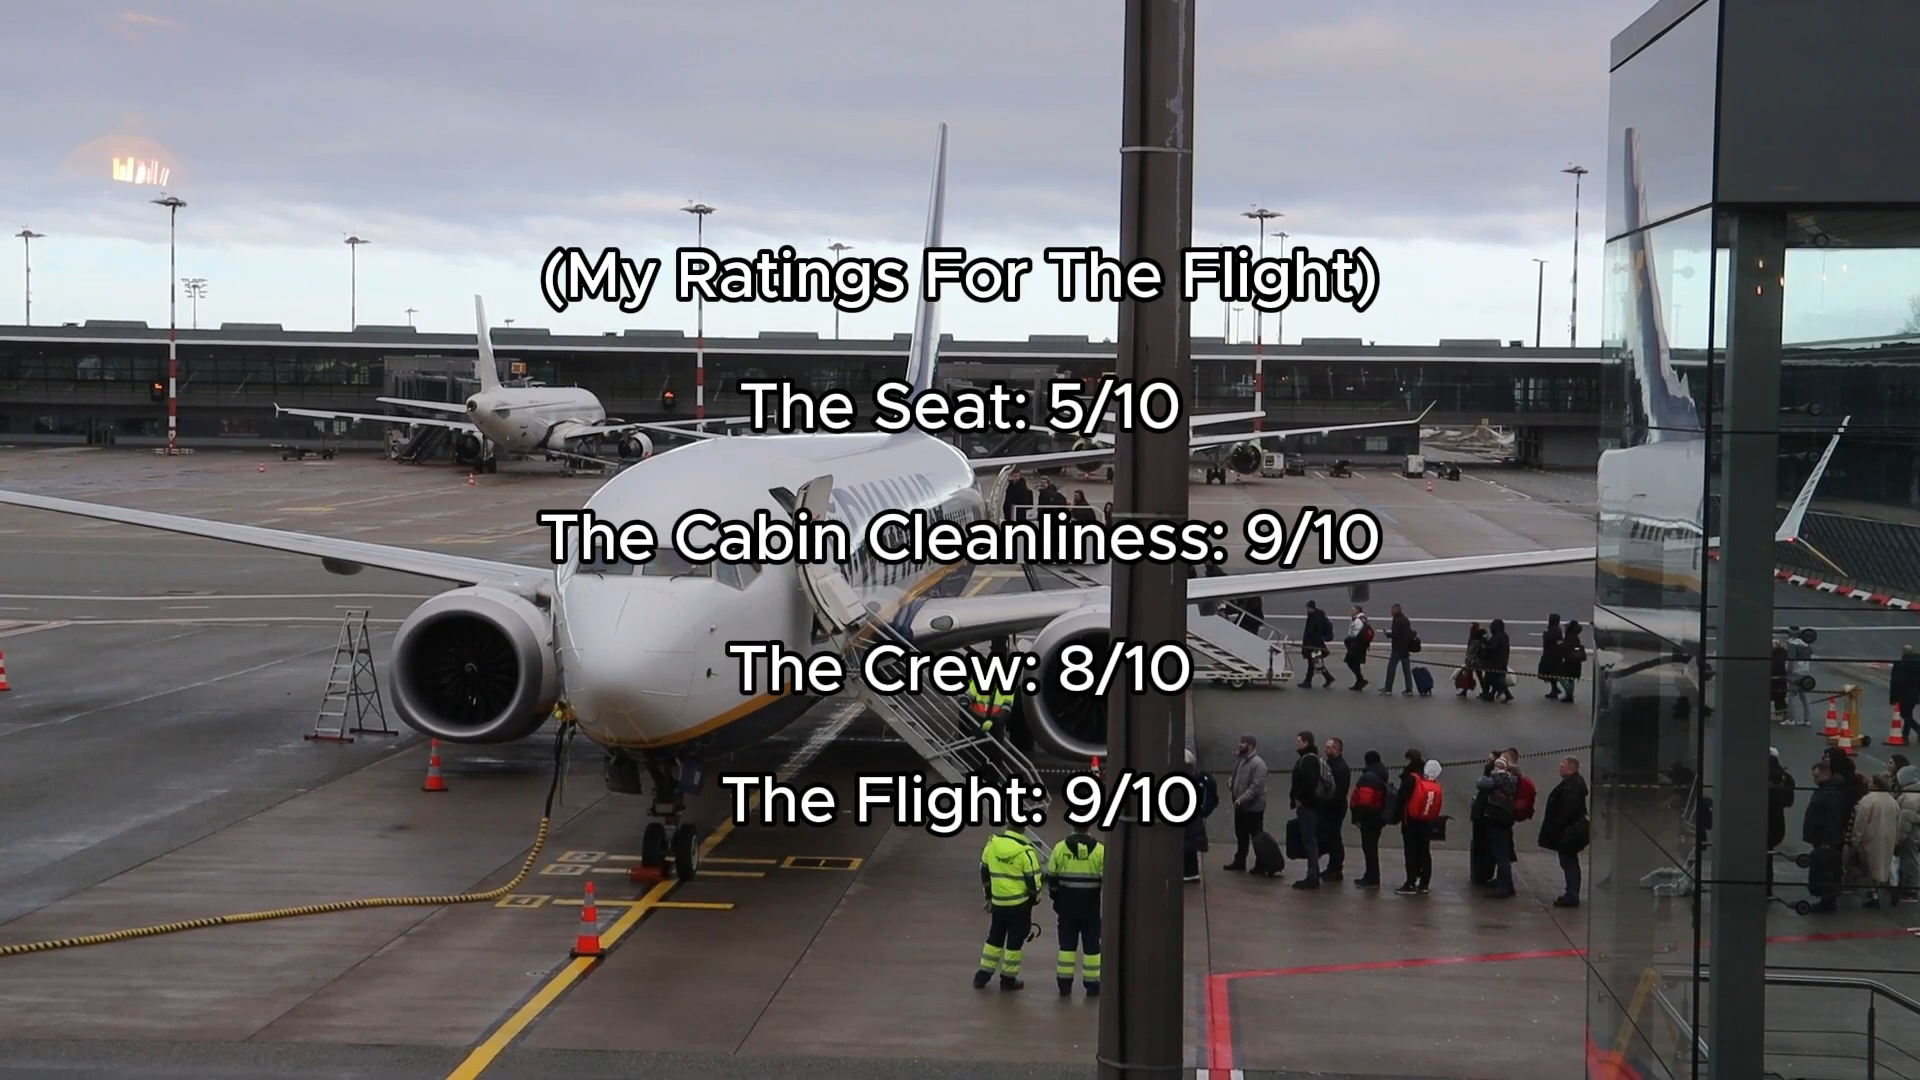 (My Ratings For The Flight)
The Seat: 5/10
The Cabin Cleanliness: 9/10
The Crew: 8/10
The Flight: 9/10
RYANAIR